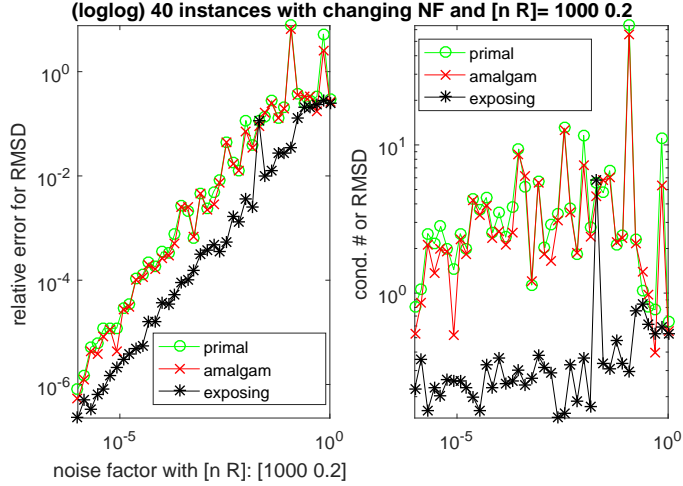 (loglog) 40 instances with changing NF and [n R]= 1000 0.2
relative error for RMSD
10^0
10^-2
10^-4
10^-6
10^-5
10^0
primal
amalgam
exposing
noise factor with [n R]: [1000 0.2]
cond. # or RMSD
10^1
10^0
10^-5
10^0
primal
amalgam
exposing